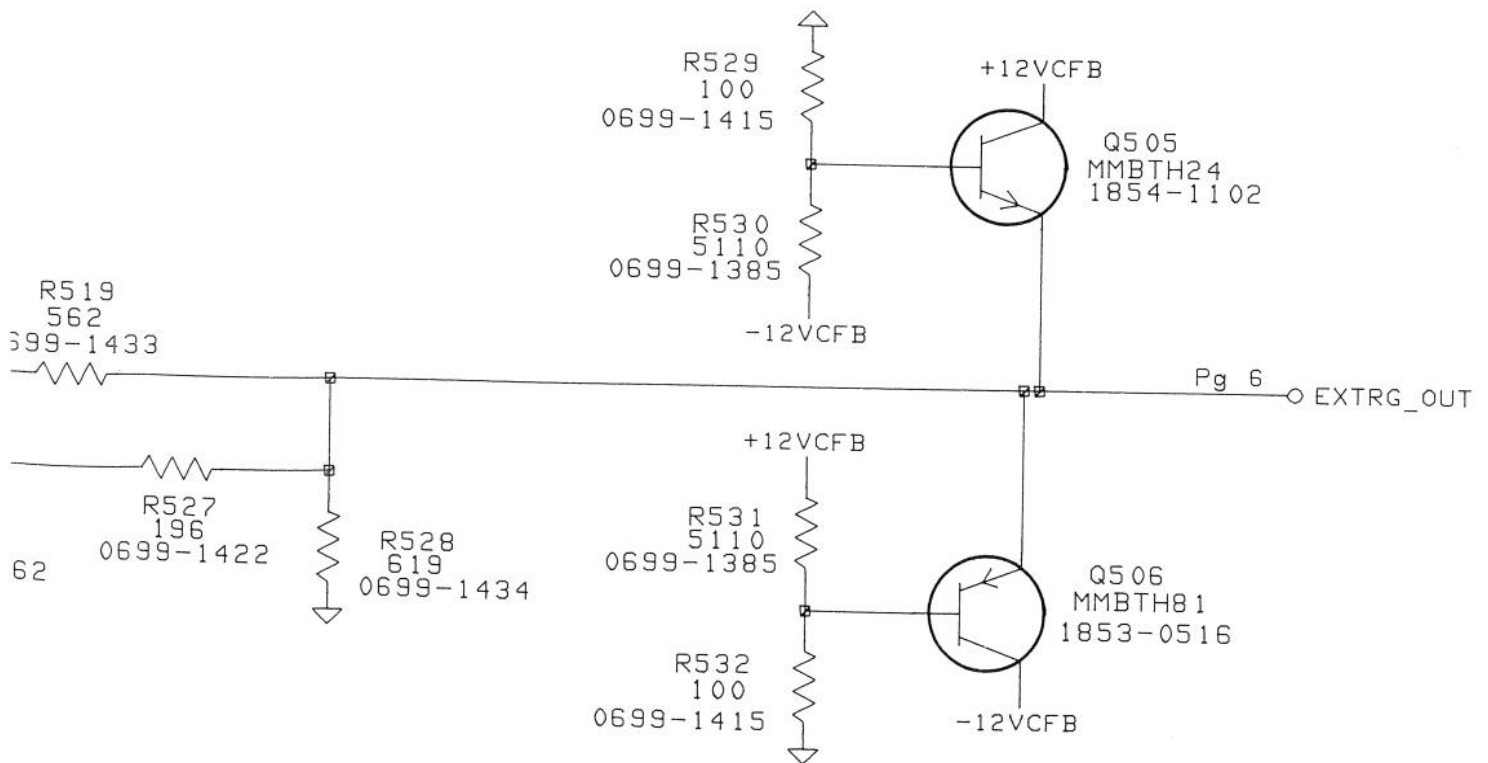 R529
100
0699-1415
+12VCFB
Q505
MMBTH24
1854-1102
R530
5110
0699-1385
-12VCFB
R519
562
699-1433
Pg 6
EXTRG_OUT
+12VCFB
R527
196
0699-1422
62
R528
619
0699-1434
R531
5110
0699-1385
Q506
MMBTH81
1853-0516
R532
100
0699-1415
-12VCFB